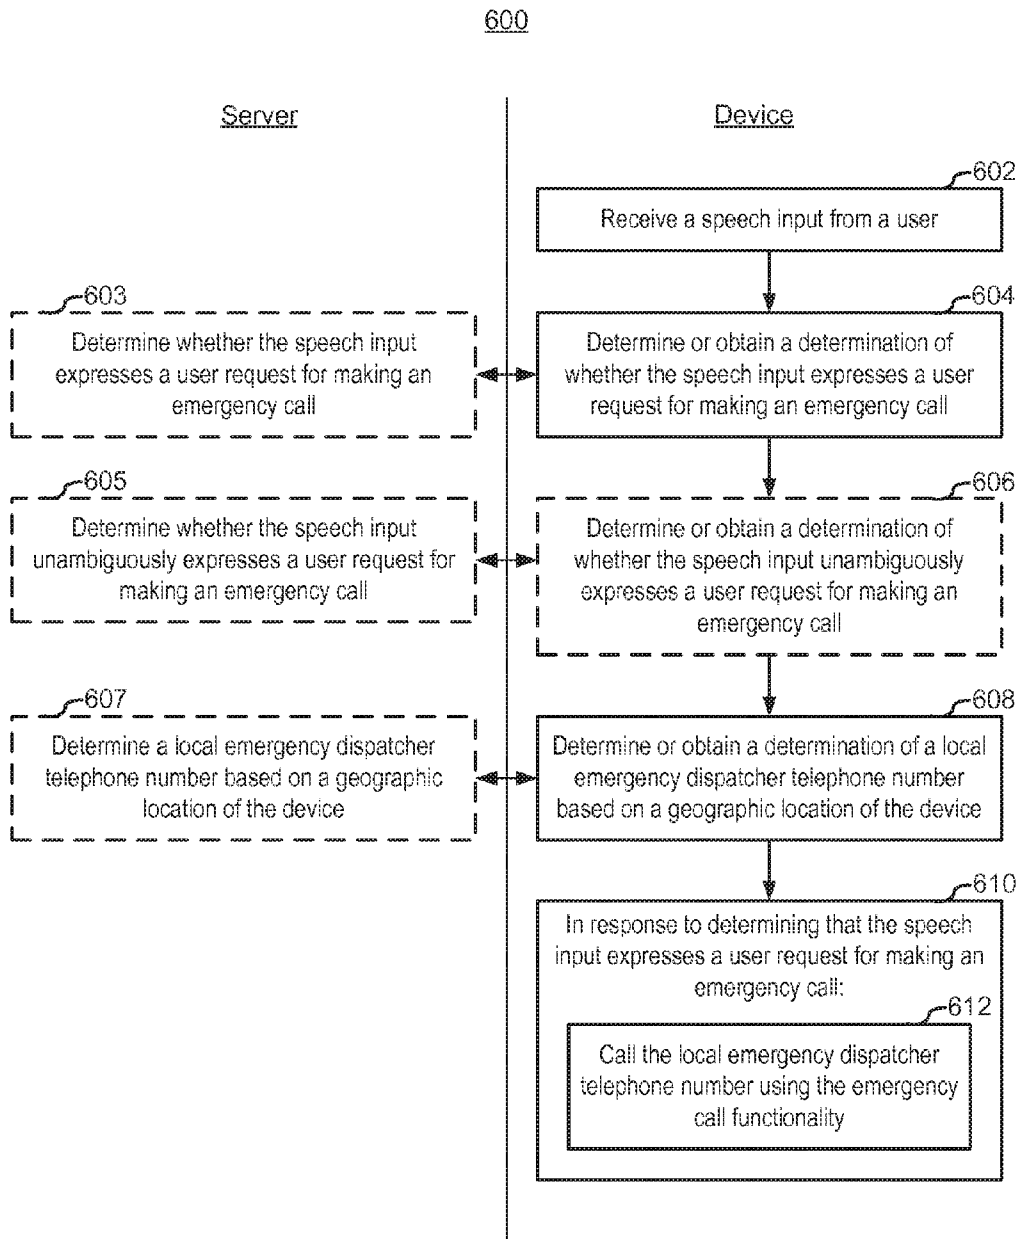 600
Server
Device
602
Receive a speech input from a user
603
Determine whether the speech input
expresses a user request for making an
emergency call
604
Determine or obtain a determination of
whether the speech input expresses a user
request for making an emergency call
605
Determine whether the speech input
unambiguously expresses a user request for
making an emergency call
606
Determine or obtain a determination of
whether the speech input unambiguously
expresses a user request for making an
emergency call
607
Determine a local emergency dispatcher
telephone number based on a geographic
location of the device
608
Determine or obtain a determination of a local
emergency dispatcher telephone number
based on a geographic location of the device
610
In response to determining that the speech
input expresses a user request for making an
emergency call:
612
Call the local emergency dispatcher
telephone number using the emergency
call functionality